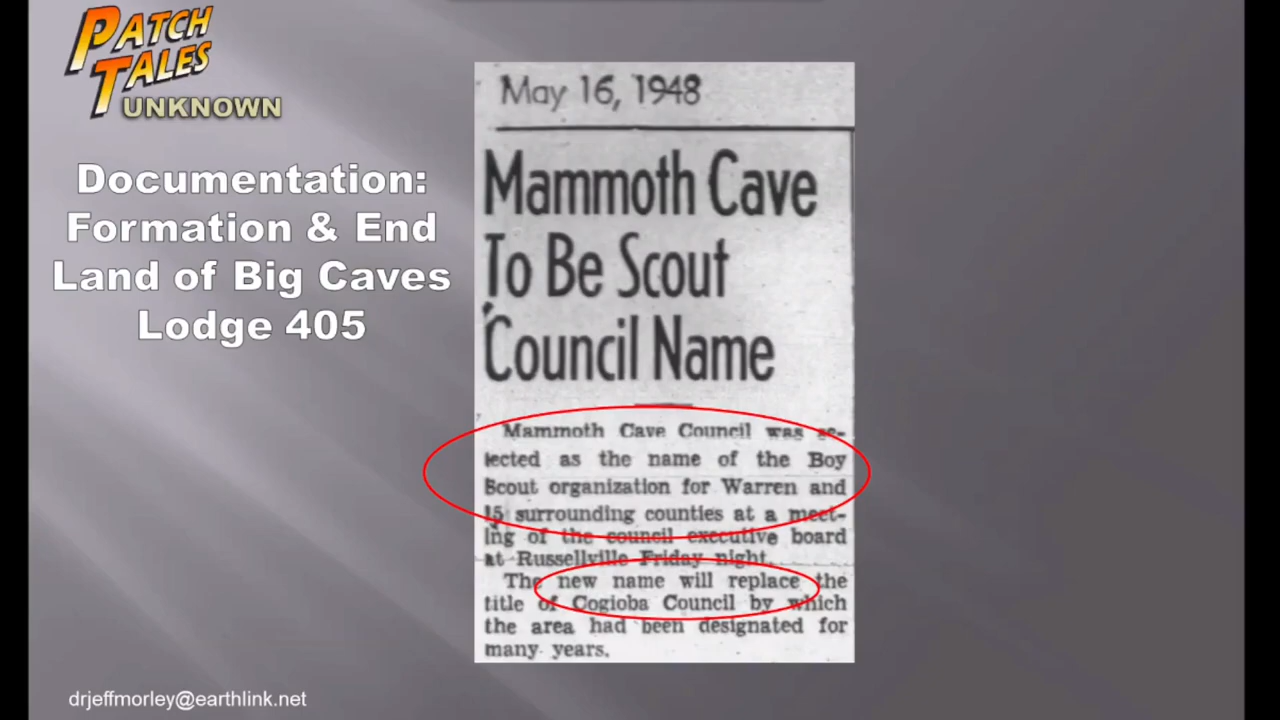 PATCH
TALES
UNKNOWN
Documentation:
Formation & End
Land of Big Caves
Lodge 405
May 16, 1948
Mammoth Cave
To Be Scout
Council Name
Mammoth Cave Council was se-
lected as the name of the Boy
Scout organization for Warren and
15 surrounding counties at a meet-
ing of the council executive board
at Russellville Friday night.
The new name will replace the
title of Cogioba Council by which
the area had been designated for
many years.
drjeffmorley@earthlink.net